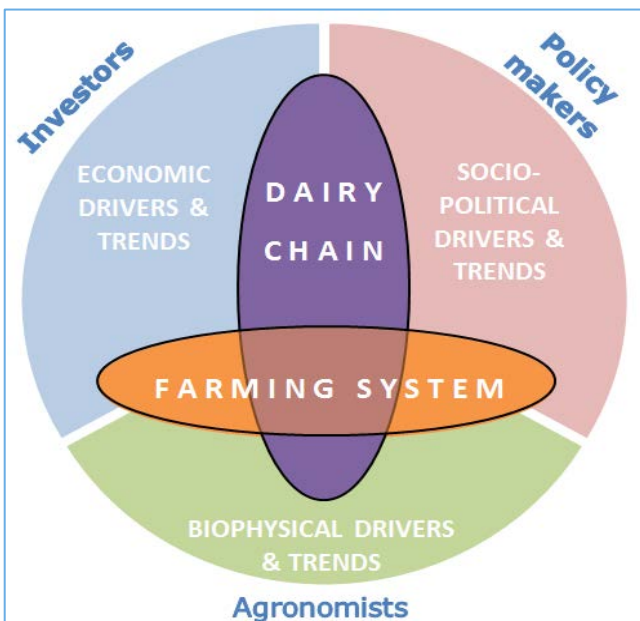 Investors
Policy
makers
ECONOMIC
DRIVERS &
TRENDS
DAIRY
CHAIN
SOCIO-
POLITICAL
DRIVERS &
TRENDS
FARMING SYSTEM
BIOPHYSICAL DRIVERS
& TRENDS
Agronomists